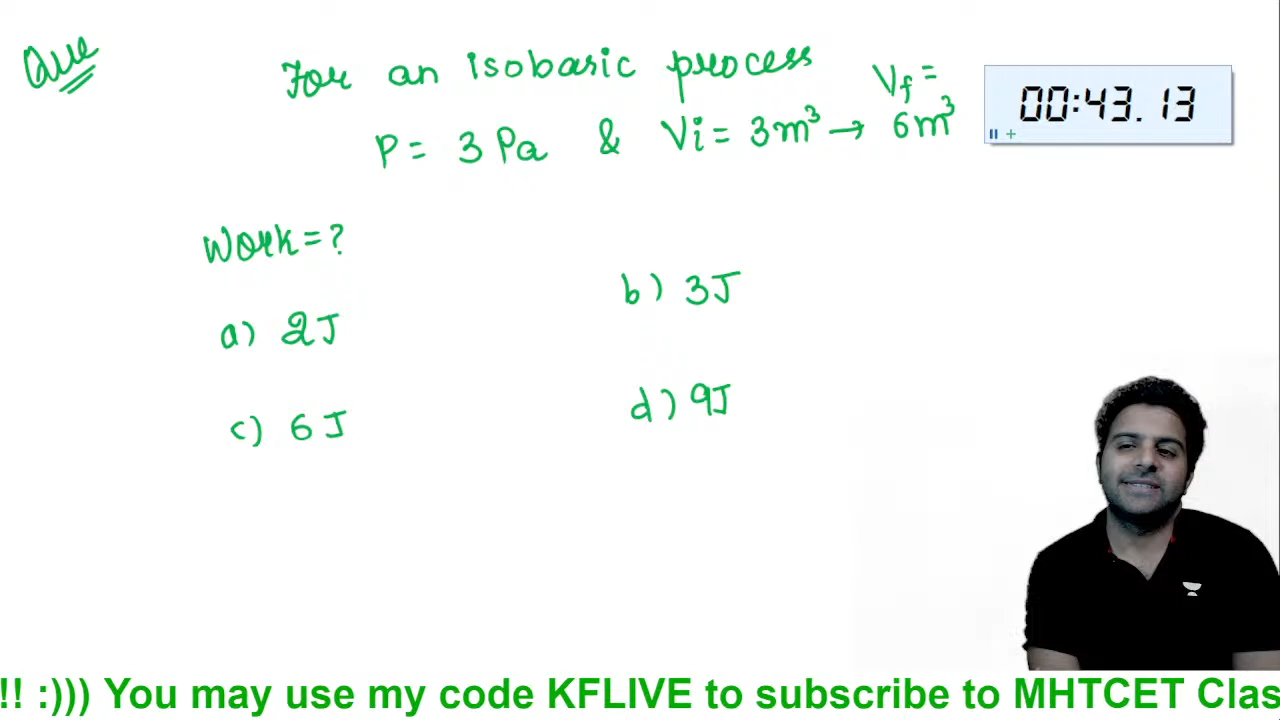 Que
For an isobaric process
P = 3 Pa & Vi = 3m³ → Vf = 6m³
00:43.13
Work = ?
a) 2J
b) 3J
c) 6J
d) 9J
!! :))) You may use my code KFLIVE to subscribe to MHTCET Clas